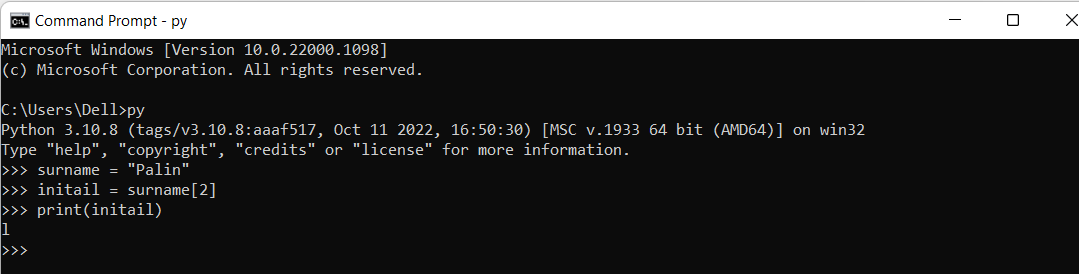 Command Prompt - py
Microsoft Windows [Version 10.0.22000.1098]
(c) Microsoft Corporation. All rights reserved.
C:\Users\Dell>py
Python 3.10.8 (tags/v3.10.8:aaaf517, Oct 11 2022, 16:50:30) [MSC v.1933 64 bit (AMD64)] on win32
Type "help", "copyright", "credits" or "license" for more information.
>>> surname = "Palin"
>>> initail = surname[2]
>>> print(initail)
l
>>>